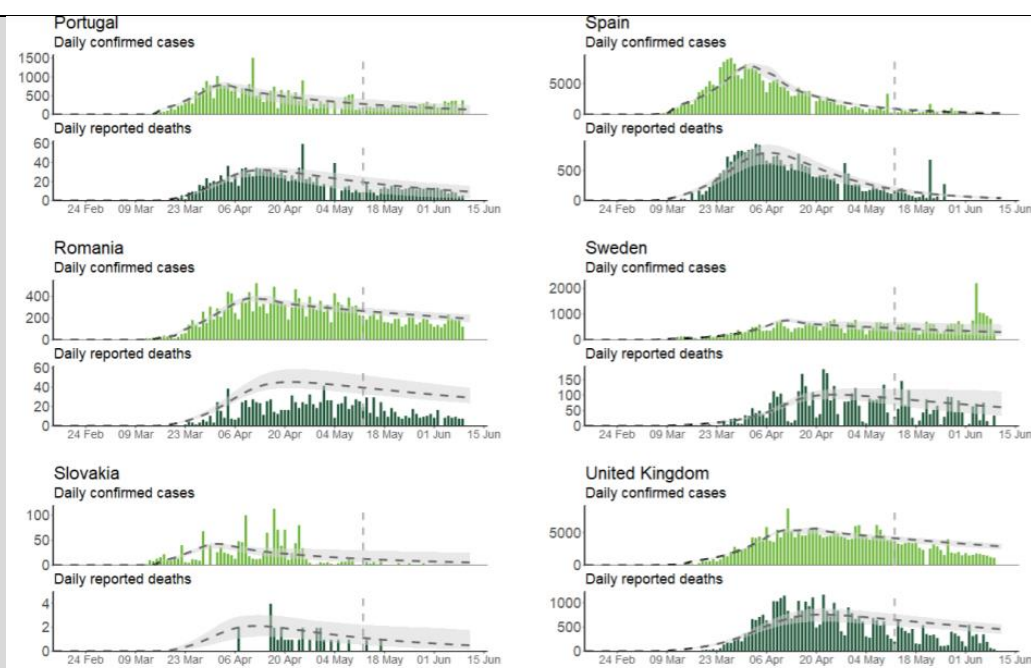 Portugal
Daily confirmed cases
1500
1000
500
0
Daily reported deaths
60
40
20
0
24 Feb 09 Mar 23 Mar 06 Apr 20 Apr 04 May 18 May 01 Jun 15 Jun
Spain
Daily confirmed cases
5000
0
Daily reported deaths
500
0
24 Feb 09 Mar 23 Mar 06 Apr 20 Apr 04 May 18 May 01 Jun 15 Jun
Romania
Daily confirmed cases
400
200
0
Daily reported deaths
60
40
20
0
24 Feb 09 Mar 23 Mar 06 Apr 20 Apr 04 May 18 May 01 Jun 15 Jun
Sweden
Daily confirmed cases
2000
1000
0
Daily reported deaths
150
100
50
0
24 Feb 09 Mar 23 Mar 06 Apr 20 Apr 04 May 18 May 01 Jun 15 Jun
Slovakia
Daily confirmed cases
100
50
0
Daily reported deaths
4
2
0
24 Feb 09 Mar 23 Mar 06 Apr 20 Apr 04 May 18 May 01 Jun 15 Jun
United Kingdom
Daily confirmed cases
5000
0
Daily reported deaths
1000
500
0
24 Feb 09 Mar 23 Mar 06 Apr 20 Apr 04 May 18 May 01 Jun 15 Jun